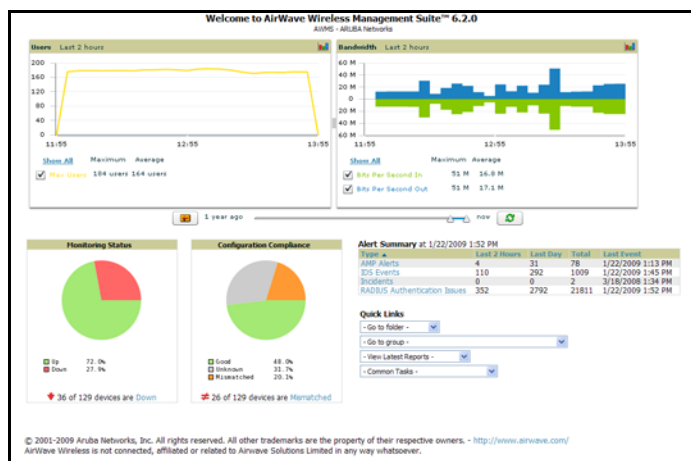 Welcome to AirWave Wireless Management Suite™ 6.2.0
AWMS - ARUBA Networks
Users Last 2 hours
200
160
120
80
40
0
11:55 12:55 13:55
Show All Maximum Average
Max Users 184 users 164 users
Bandwidth Last 2 hours
60 M
40 M
20 M
0
20 M
40 M
60 M
11:55 12:55 13:55
Show All Maximum Average
Bits Per Second In 51 M 16.8 M
Bits Per Second Out 51 M 17.1 M
1 year ago now
Monitoring Status
Up 72.0%
Down 27.9%
36 of 129 devices are Down
Configuration Compliance
Good 48.0%
Unknown 31.7%
Mismatched 20.1%
26 of 129 devices are Mismatched
Alert Summary at 1/22/2009 1:52 PM
Type Last 2 Hours Last Day Total Last Event
AMP Alerts 4 31 78 1/22/2009 1:13 PM
IDS Events 110 292 1009 1/22/2009 1:45 PM
Incidents 0 0 2 3/18/2008 1:34 PM
RADIUS Authentication Issues 352 2792 21811 1/22/2009 1:52 PM
Quick Links
- Go to folder -
- Go to group -
- View Latest Reports -
- Common Tasks -
© 2001-2009 Aruba Networks, Inc. All rights reserved. All other trademarks are the property of their respective owners. - http://www.airwave.com/
AirWave Wireless is not connected, affiliated or related to Airwave Solutions Limited in any way whatsoever.